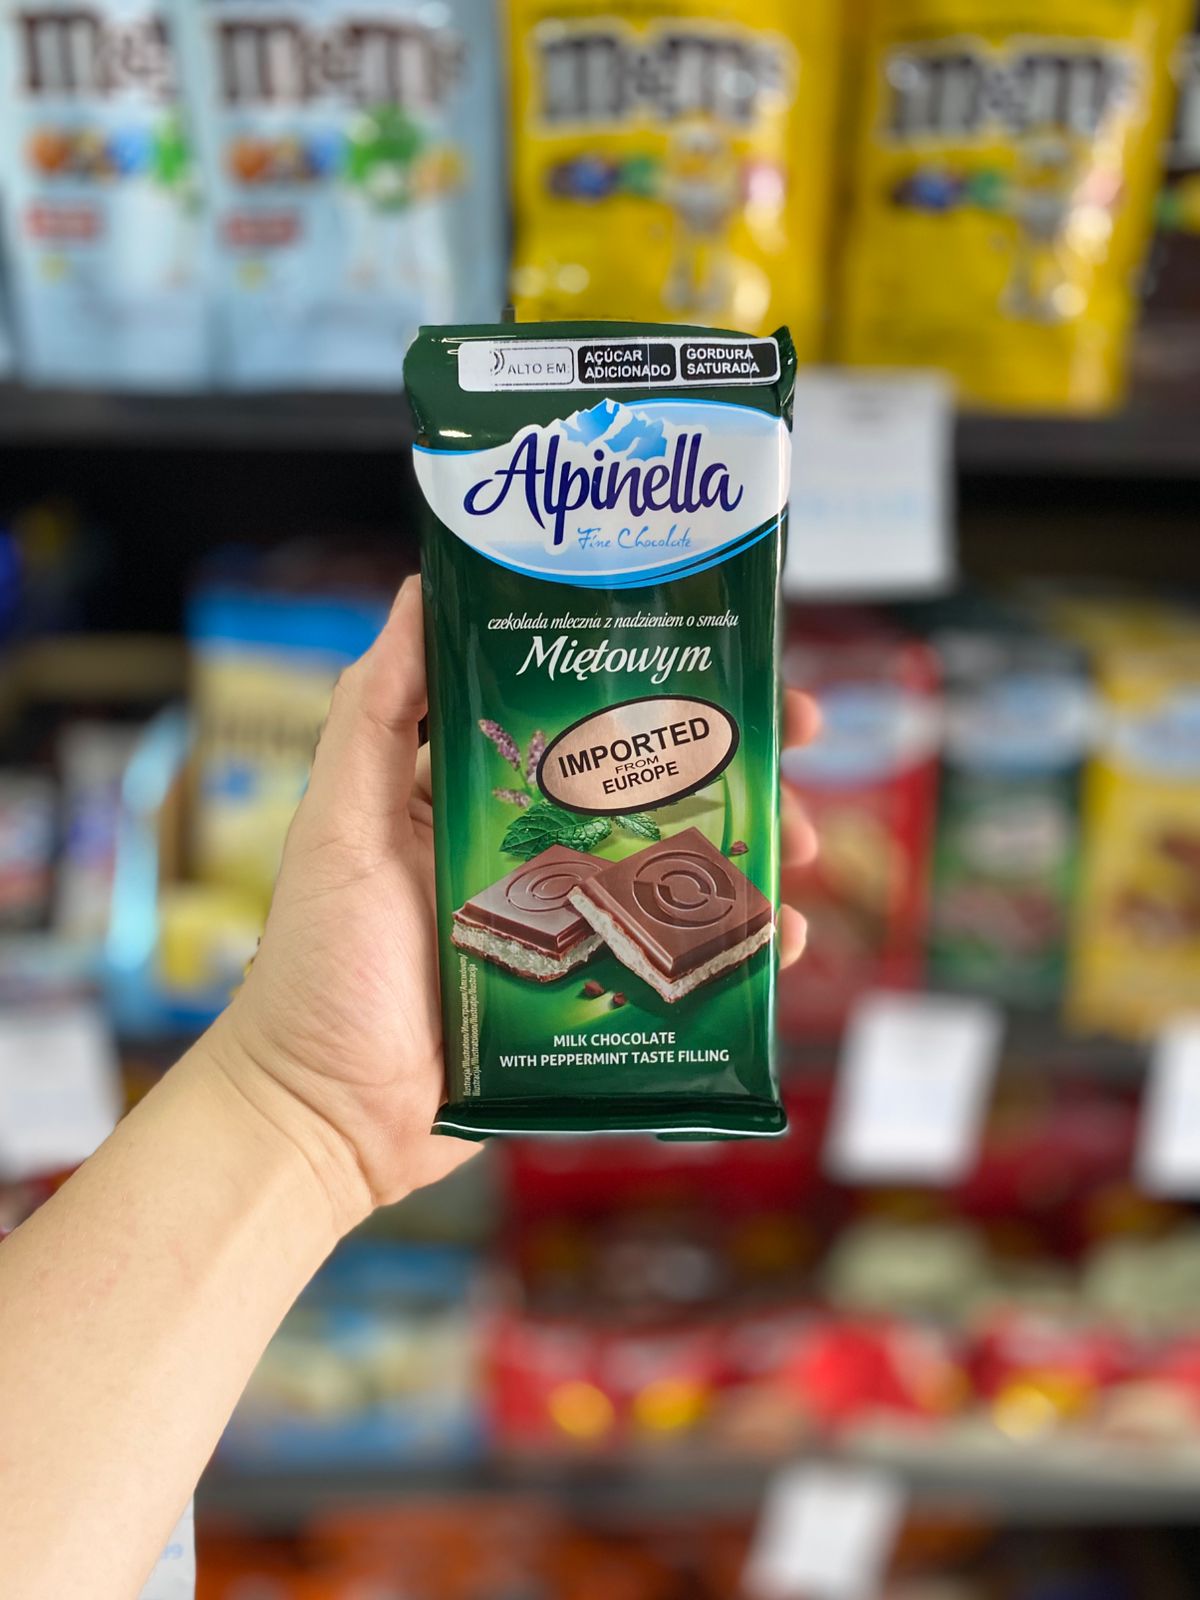 m&m's
m&m's
m&m's
m&m's
ALTO EM:
AÇÚCAR
ADICIONADO
GORDURA
SATURADA
Alpinella
Fine Chocolate
czekolada mleczna z nadzieniem o smaku
Miętowym
IMPORTED
FROM
EUROPE
MILK CHOCOLATE
WITH PEPPERMINT TASTE FILLING